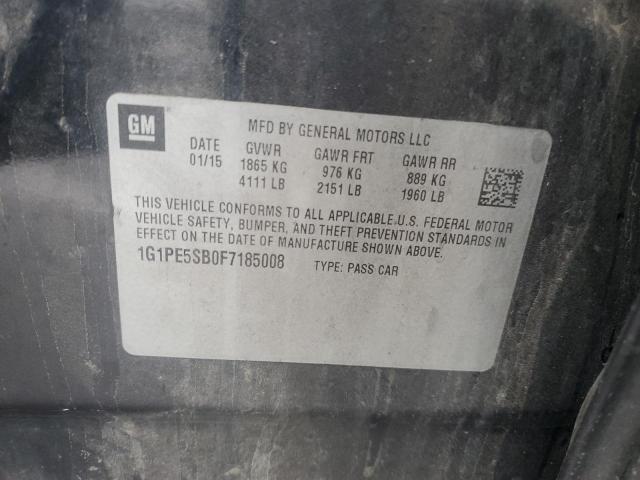 GM
MFD BY GENERAL MOTORS LLC
DATE GVWR GAWR FRT GAWR RR
01/15 1865 KG 976 KG 889 KG
4111 LB 2151 LB 1960 LB
THIS VEHICLE CONFORMS TO ALL APPLICABLE U.S. FEDERAL MOTOR
VEHICLE SAFETY, BUMPER, AND THEFT PREVENTION STANDARDS IN
EFFECT ON THE DATE OF MANUFACTURE SHOWN ABOVE.
1G1PE5SB0F7185008 TYPE: PASS CAR